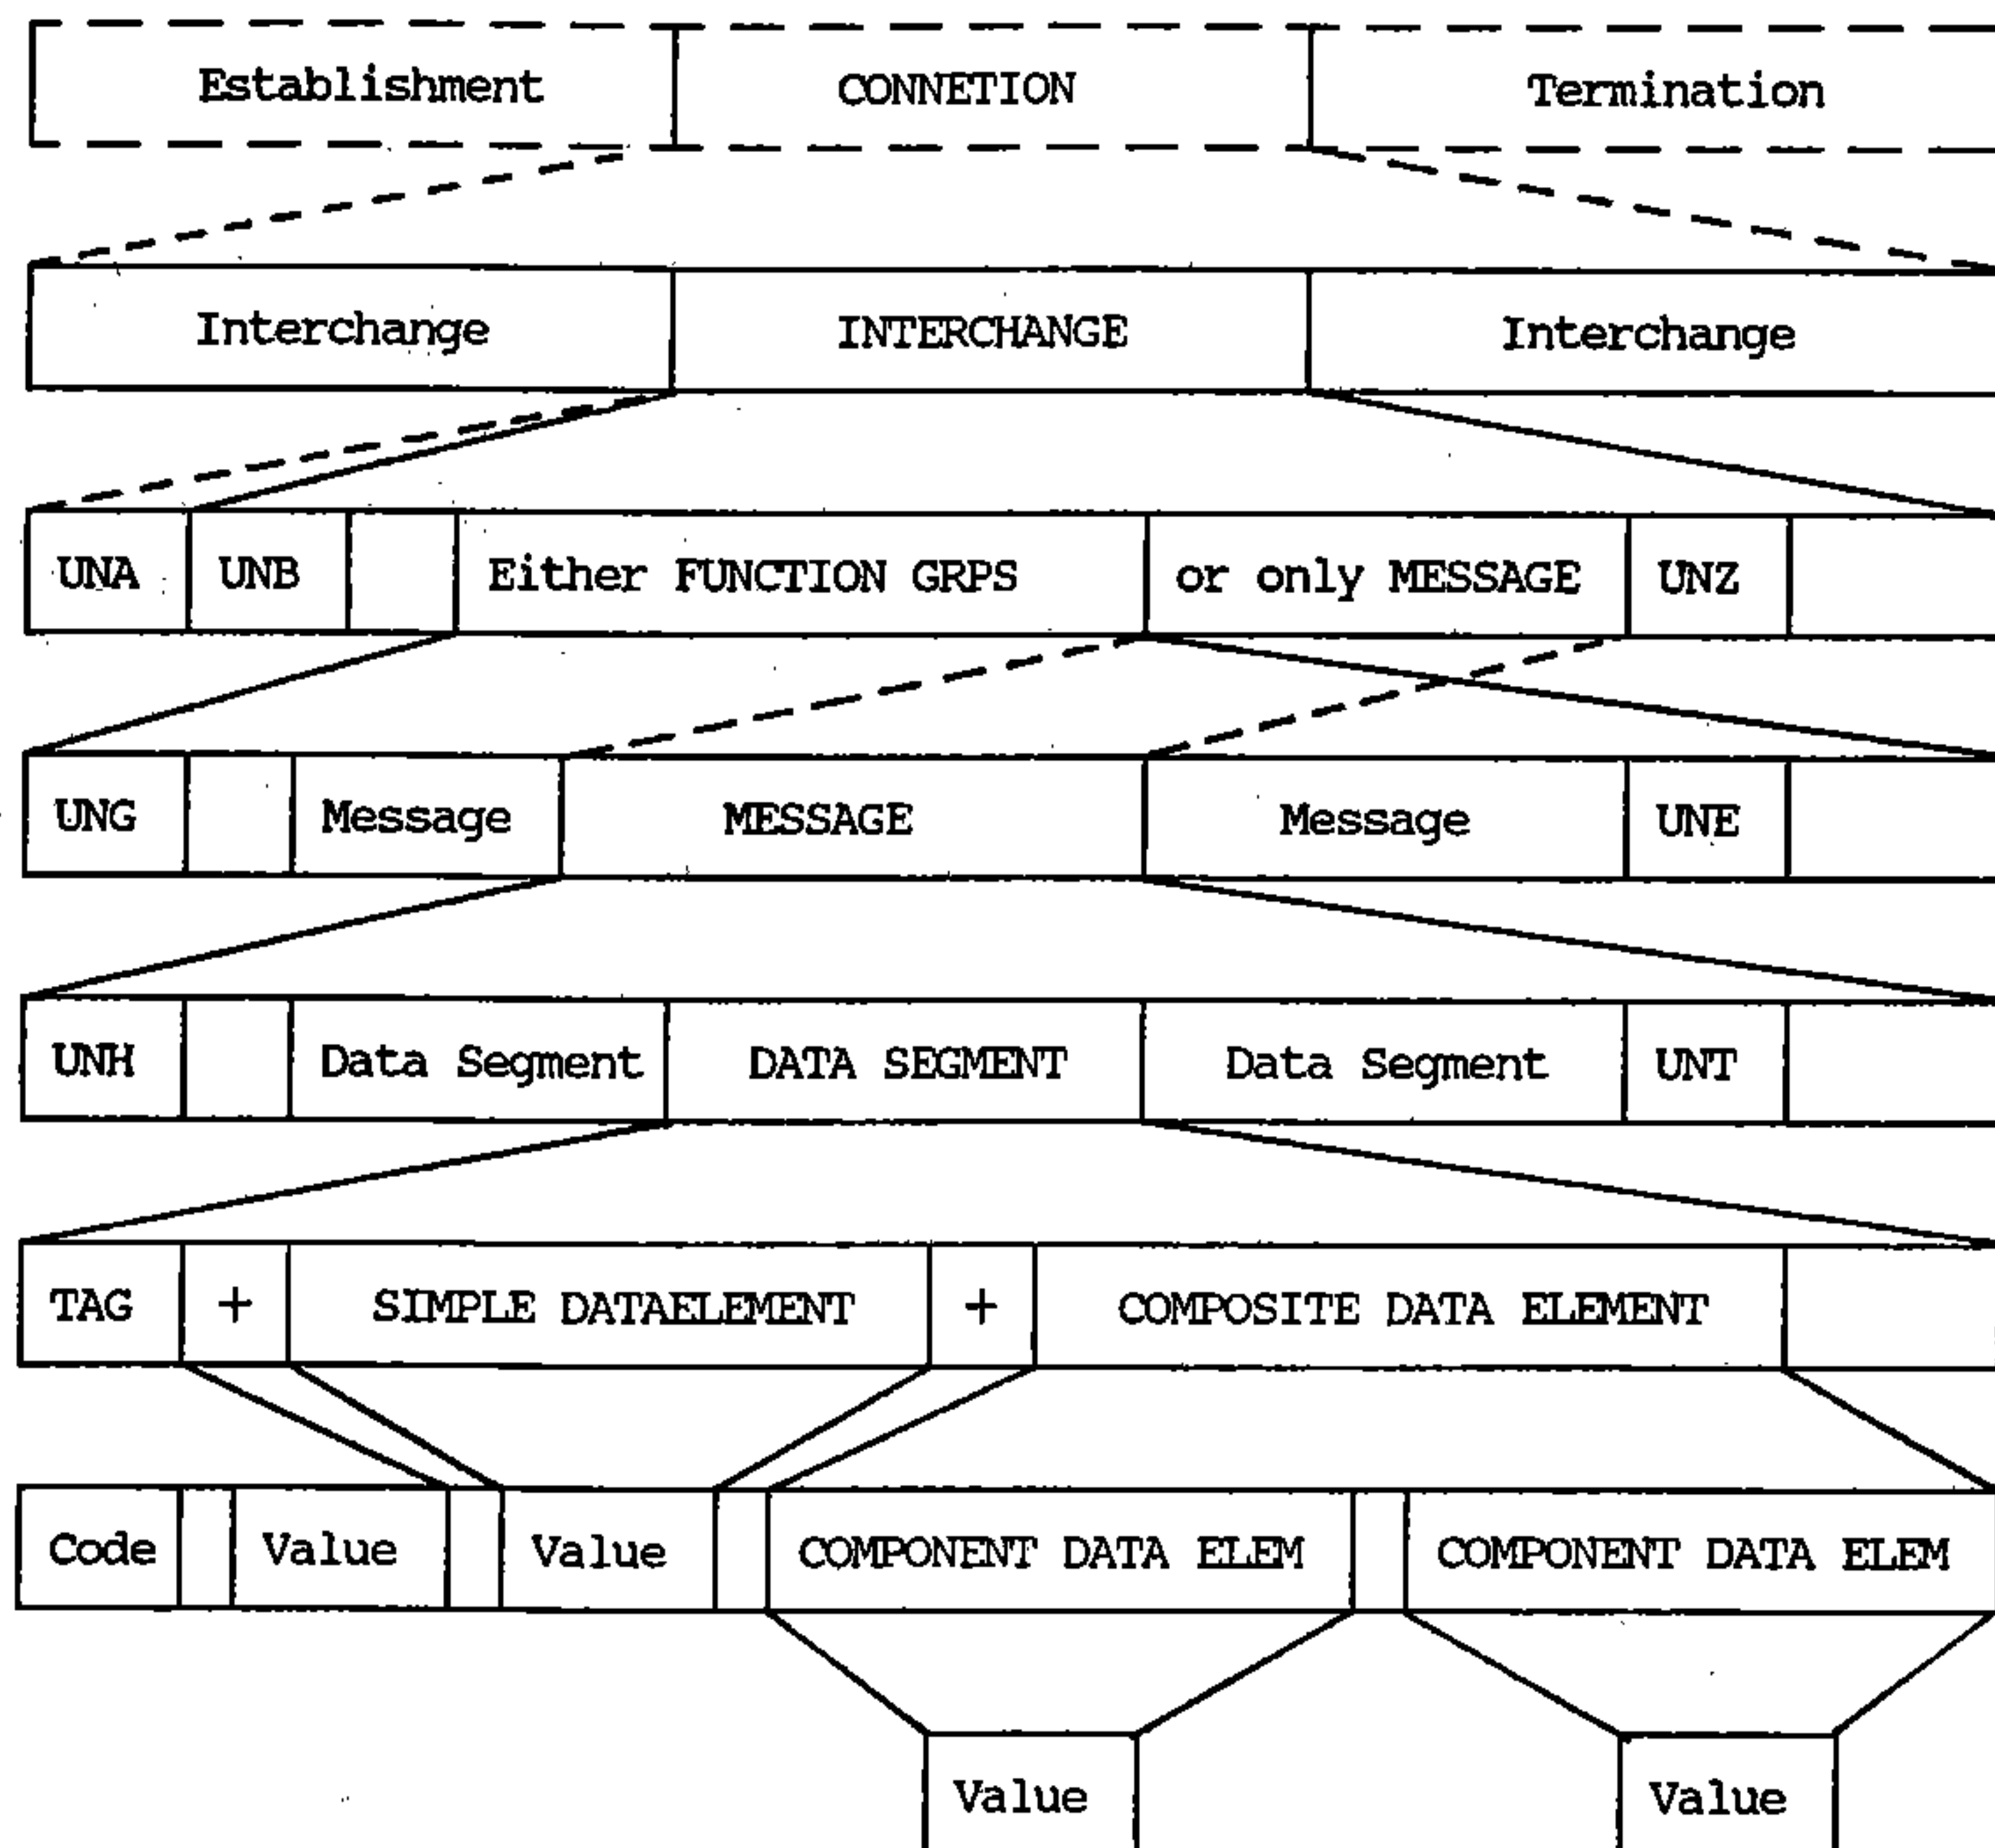 Establishment CONNETION Termination
Interchange INTERCHANGE Interchange
UNA UNB Either FUNCTION GRPS or only MESSAGE UNZ
UNG Message MESSAGE Message UNE
UNH Data Segment DATA SEGMENT Data Segment UNT
TAG + SIMPLE DATAELEMENT + COMPOSITE DATA ELEMENT
Code Value Value COMPONENT DATA ELEM COMPONENT DATA ELEM
Value Value